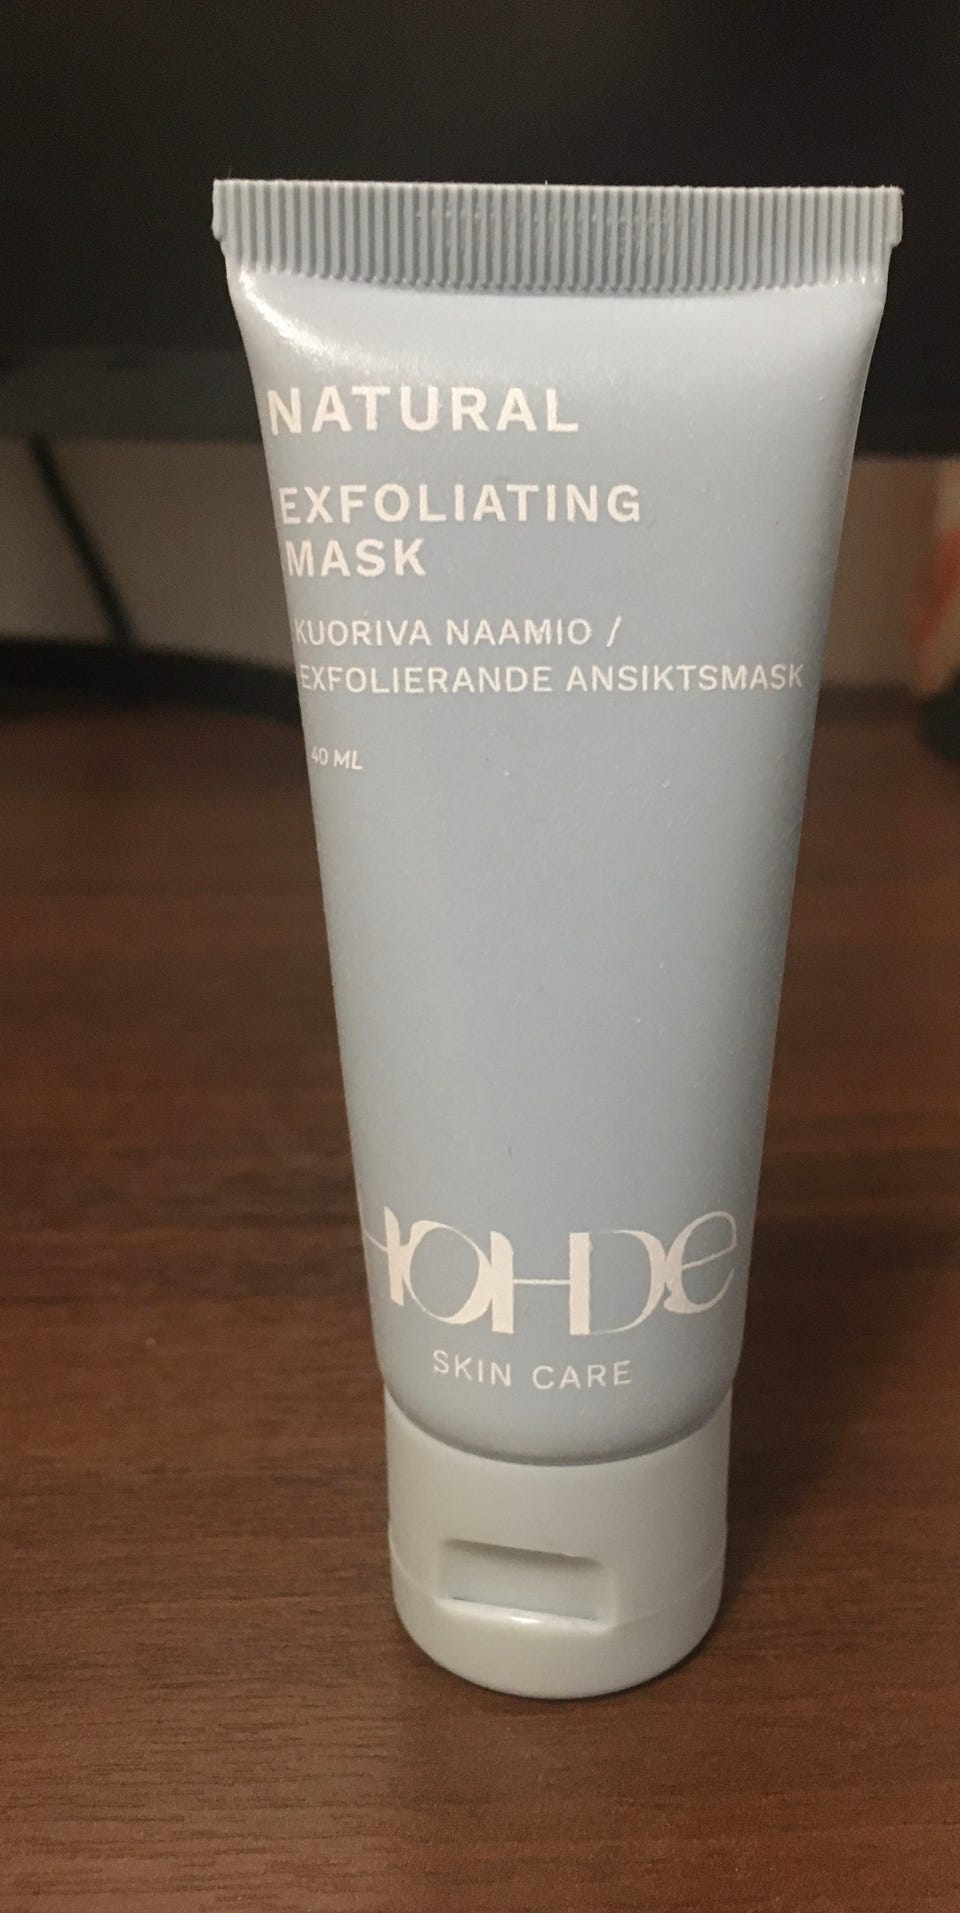 NATURAL
EXFOLIATING
MASK
KUORIVA NAAMIO /
EXFOLIERANDE ANSIKTSMASK
40 ML
HOHDe
SKIN CARE